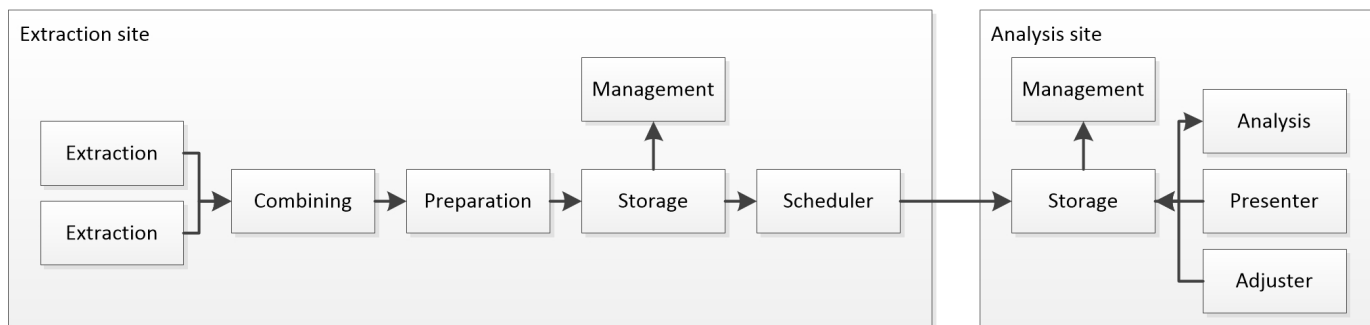 Extraction site
Management
Extraction
Extraction
Combining
Preparation
Storage
Scheduler
Analysis site
Management
Storage
Analysis
Presenter
Adjuster